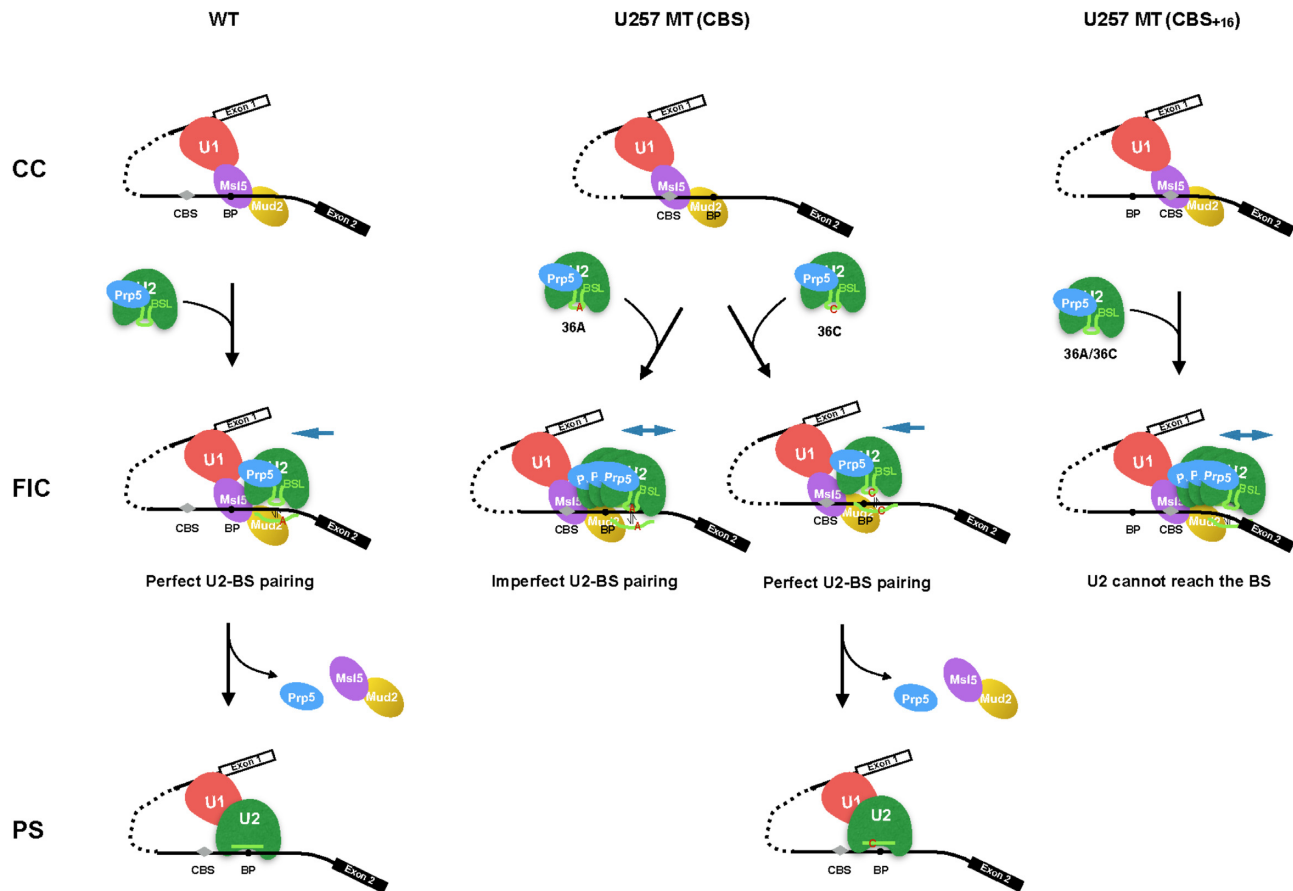 WT
U257 MT (CBS)
U257 MT (CBS+16)
CC
Exon 1
U1
Msl5
Mud2
CBS
BP
Exon 2
Exon 1
U1
Msl5
Mud2
CBS
BP
Exon 2
Exon 1
U1
Msl5
Mud2
BP
CBS
Exon 2
U2
Prp5
BSL
U2
Prp5
BSL
A
36A
U2
Prp5
BSL
C
36C
U2
Prp5
BSL
36A/36C
FIC
Exon 1
U1
U2
Prp5
BSL
Msl5
Mud2
A
CBS
BP
Exon 2
Exon 1
U1
U2
P
P
Prp5
BSL
Msl5
Mud2
A
CBS
BP
Exon 2
Exon 1
U1
U2
Prp5
BSL
Msl5
C
C
CBS
BP
Exon 2
Exon 1
U1
U2
P
P
Prp5
BSL
Msl5
Mud2
BP
CBS
Exon 2
Perfect U2-BS pairing
Imperfect U2-BS pairing
Perfect U2-BS pairing
U2 cannot reach the BS
Prp5
Msl5
Mud2
Prp5
Msl5
Mud2
PS
Exon 1
U1
U2
CBS
BP
Exon 2
Exon 1
U1
U2
C
CBS
BP
Exon 2